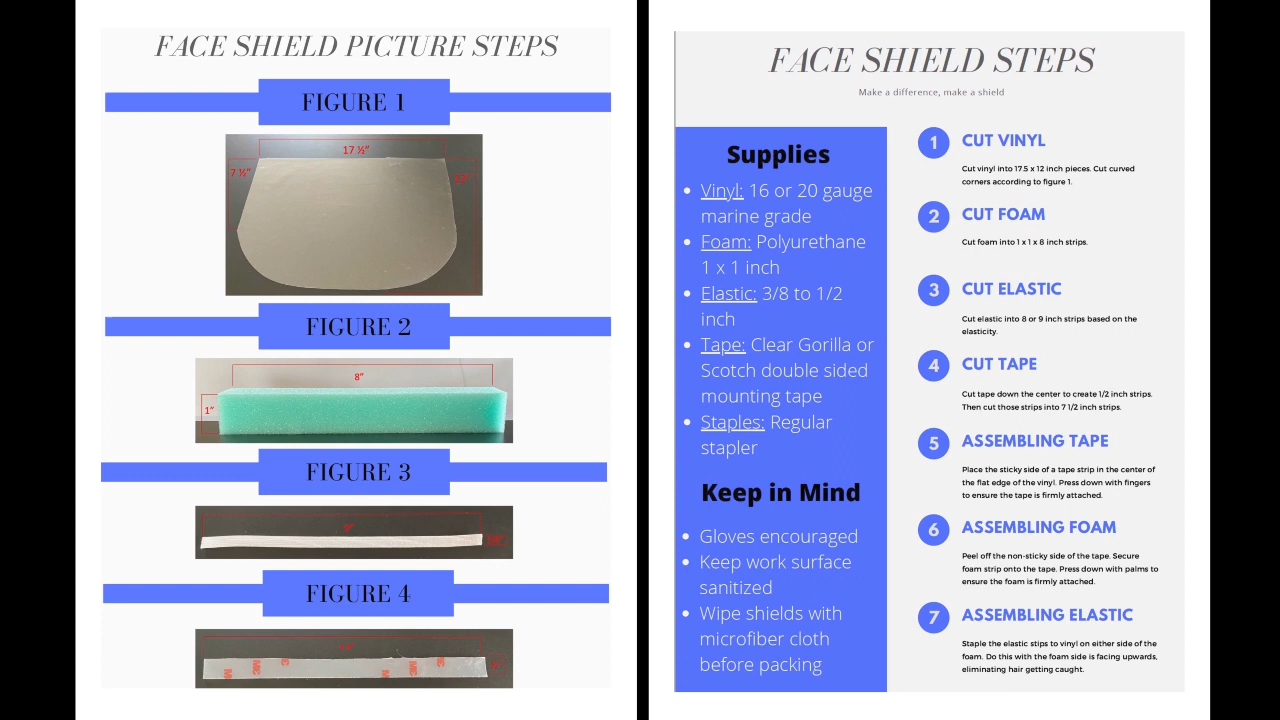 FACE SHIELD PICTURE STEPS
FIGURE 1
17 ½”
7 ½”
12”
FIGURE 2
8”
1”
FIGURE 3
9”
3/8”
FIGURE 4
3M
3M
3M
3M
FACE SHIELD STEPS
Make a difference, make a shield
Supplies
• Vinyl: 16 or 20 gauge
marine grade
• Foam: Polyurethane
1 x 1 inch
• Elastic: 3/8 to 1/2
inch
• Tape: Clear Gorilla or
Scotch double sided
mounting tape
• Staples: Regular
stapler
Keep in Mind
• Gloves encouraged
• Keep work surface
sanitized
• Wipe shields with
microfiber cloth
before packing
1 CUT VINYL
Cut vinyl into 17.5 x 12 inch pieces. Cut curved
corners according to figure 1.
2 CUT FOAM
Cut foam into 1 x 1 x 8 inch strips.
3 CUT ELASTIC
Cut elastic into 8 or 9 inch strips based on the
elasticity.
4 CUT TAPE
Cut tape down the center to create 1/2 inch strips.
Then cut those strips into 7 1/2 inch strips.
5 ASSEMBLING TAPE
Place the sticky side of a tape strip in the center of
the flat edge of the vinyl. Press down with fingers
to ensure the tape is firmly attached.
6 ASSEMBLING FOAM
Peel off the non-sticky side of the tape. Secure
foam strip onto the tape. Press down with palms to
ensure the foam is firmly attached.
7 ASSEMBLING ELASTIC
Staple the elastic stips to vinyl on either side of the
foam. Do this with the foam side is facing upwards,
eliminating hair getting caught.